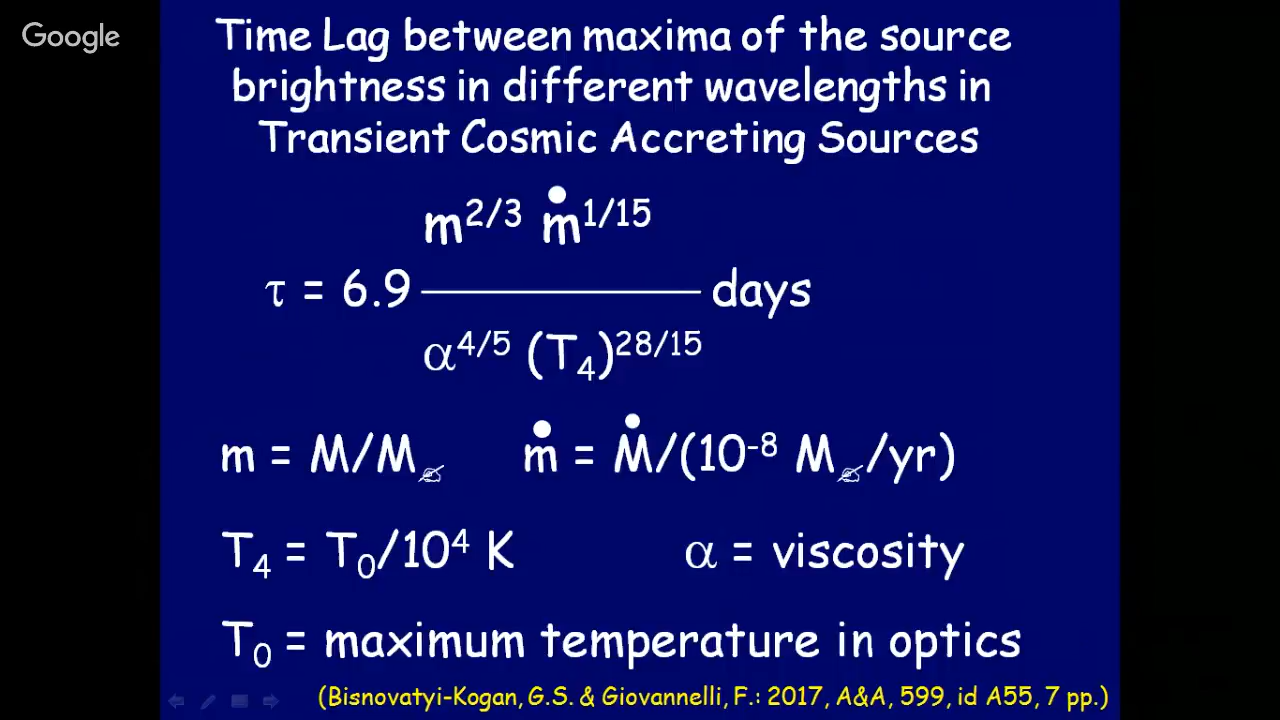 Google
Time Lag between maxima of the source
brightness in different wavelengths in
Transient Cosmic Accreting Sources
m^2/3 ṁ^1/15
τ = 6.9 ———— days
α^4/5 (T₄)^28/15
m = M/M✍ ṁ = Ṁ/(10^-8 M✍/yr)
T₄ = T₀/10⁴ K α = viscosity
T₀ = maximum temperature in optics
(Bisnovatyi-Kogan, G.S. & Giovannelli, F.: 2017, A&A, 599, id A55, 7 pp.)